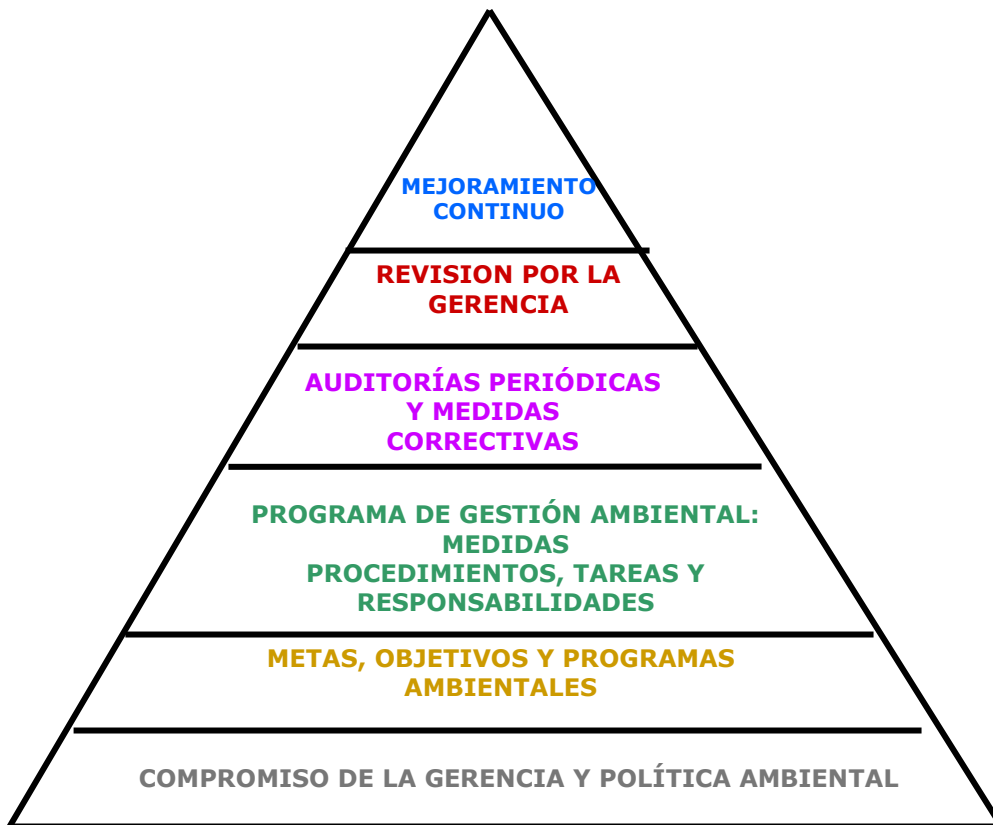 MEJORAMIENTO
CONTINUO
REVISION POR LA
GERENCIA
AUDITORÍAS PERIÓDICAS
Y MEDIDAS
CORRECTIVAS
PROGRAMA DE GESTIÓN AMBIENTAL:
MEDIDAS
PROCEDIMIENTOS, TAREAS Y
RESPONSABILIDADES
METAS, OBJETIVOS Y PROGRAMAS
AMBIENTALES
COMPROMISO DE LA GERENCIA Y POLÍTICA AMBIENTAL